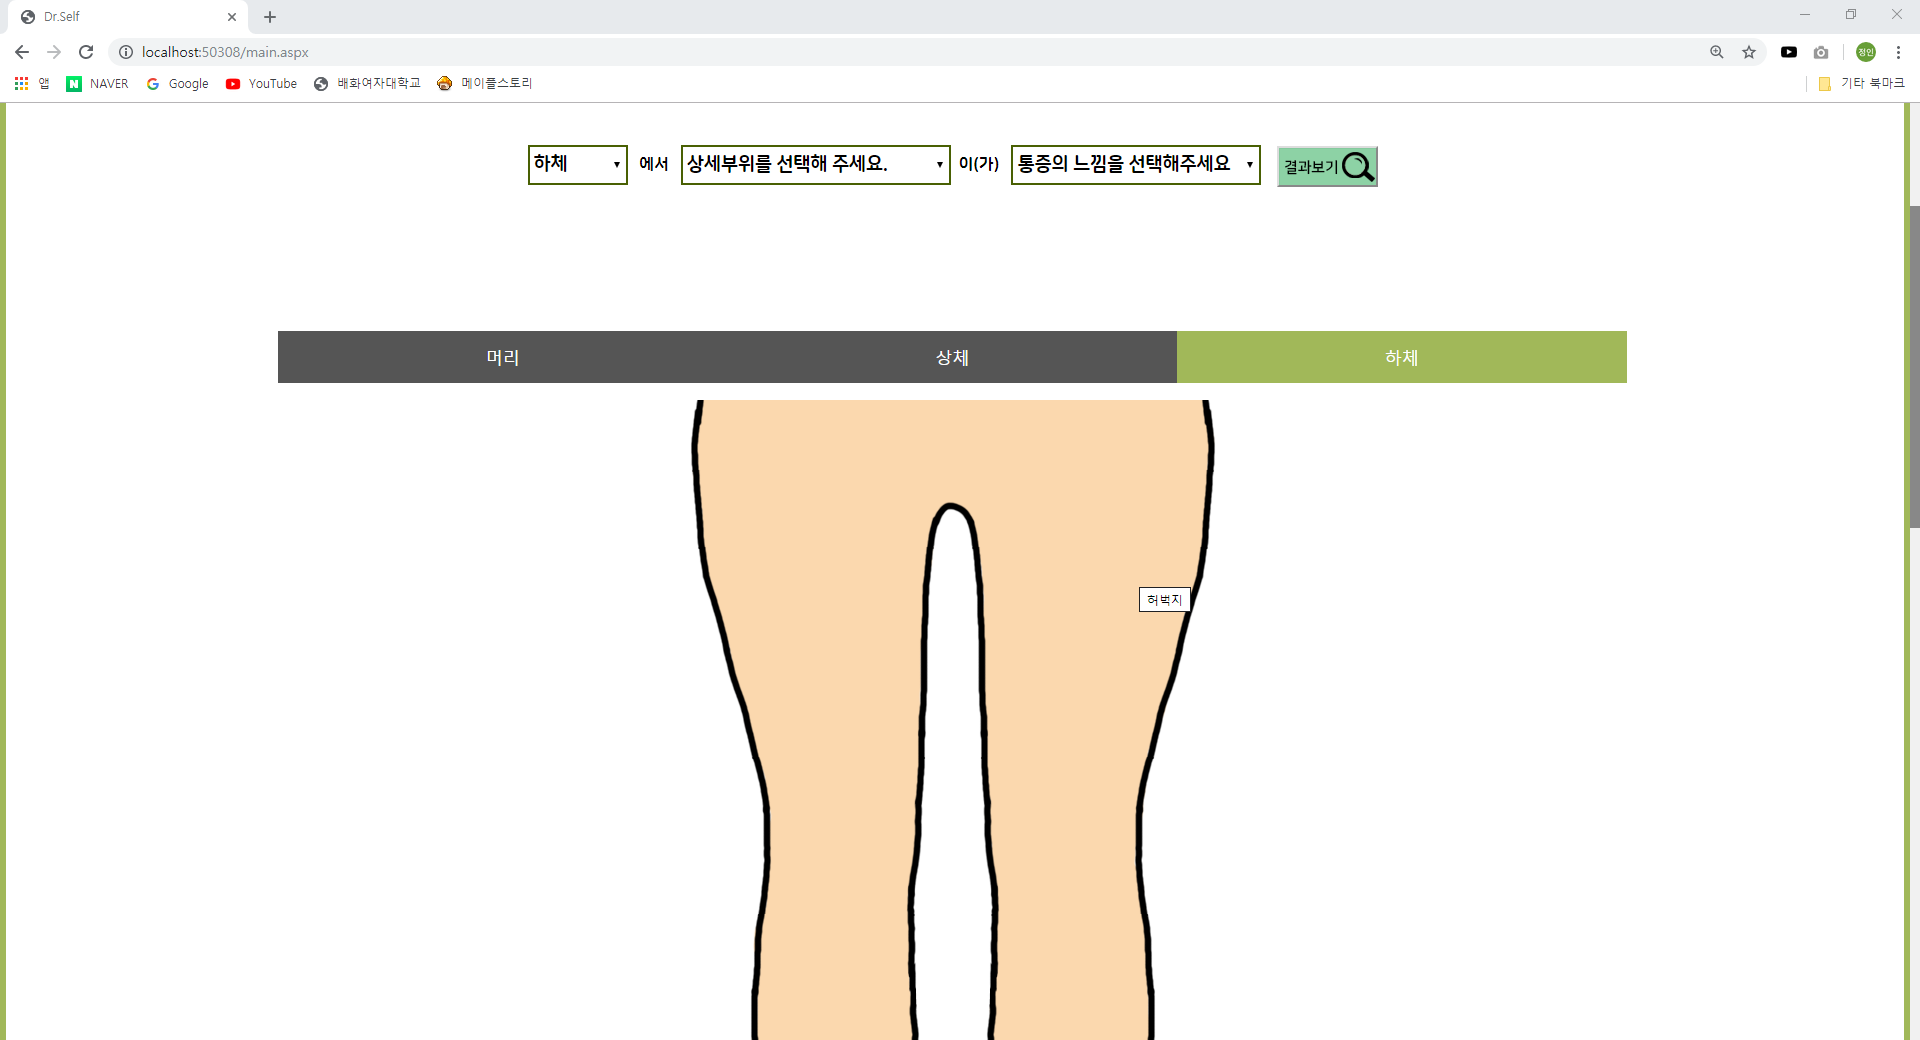 Dr.Self
localhost:50308/main.aspx
정인
앱 NAVER Google YouTube 배화여자대학교 메이플스토리 기타 북마크
하체 에서 상세부위를 선택해 주세요. 이(가) 통증의 느낌을 선택해주세요 결과보기
머리 상체 하체
허벅지